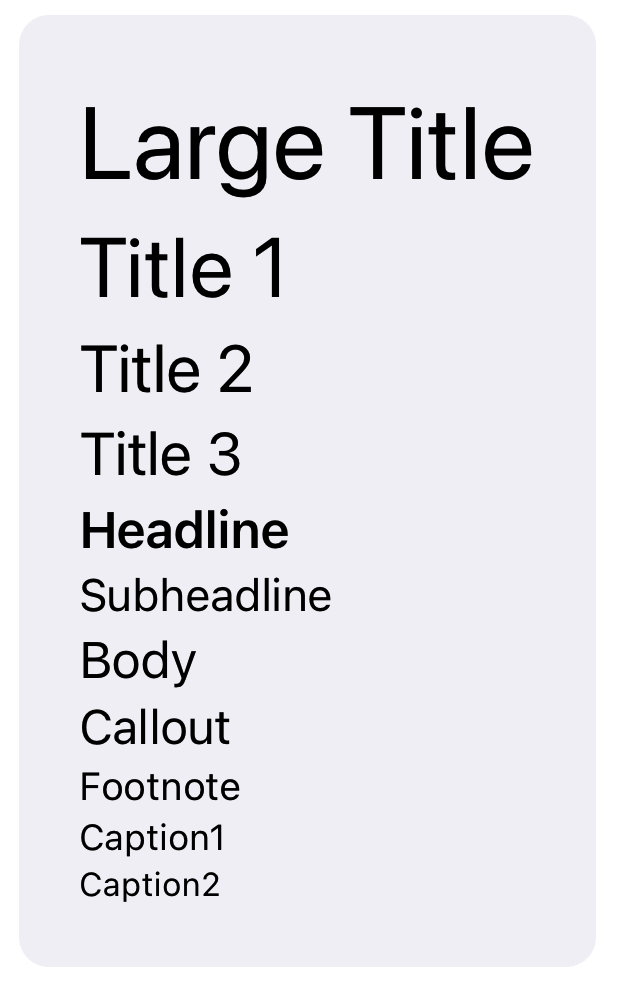 Large Title
Title 1
Title 2
Title 3
Headline
Subheadline
Body
Callout
Footnote
Caption1
Caption2